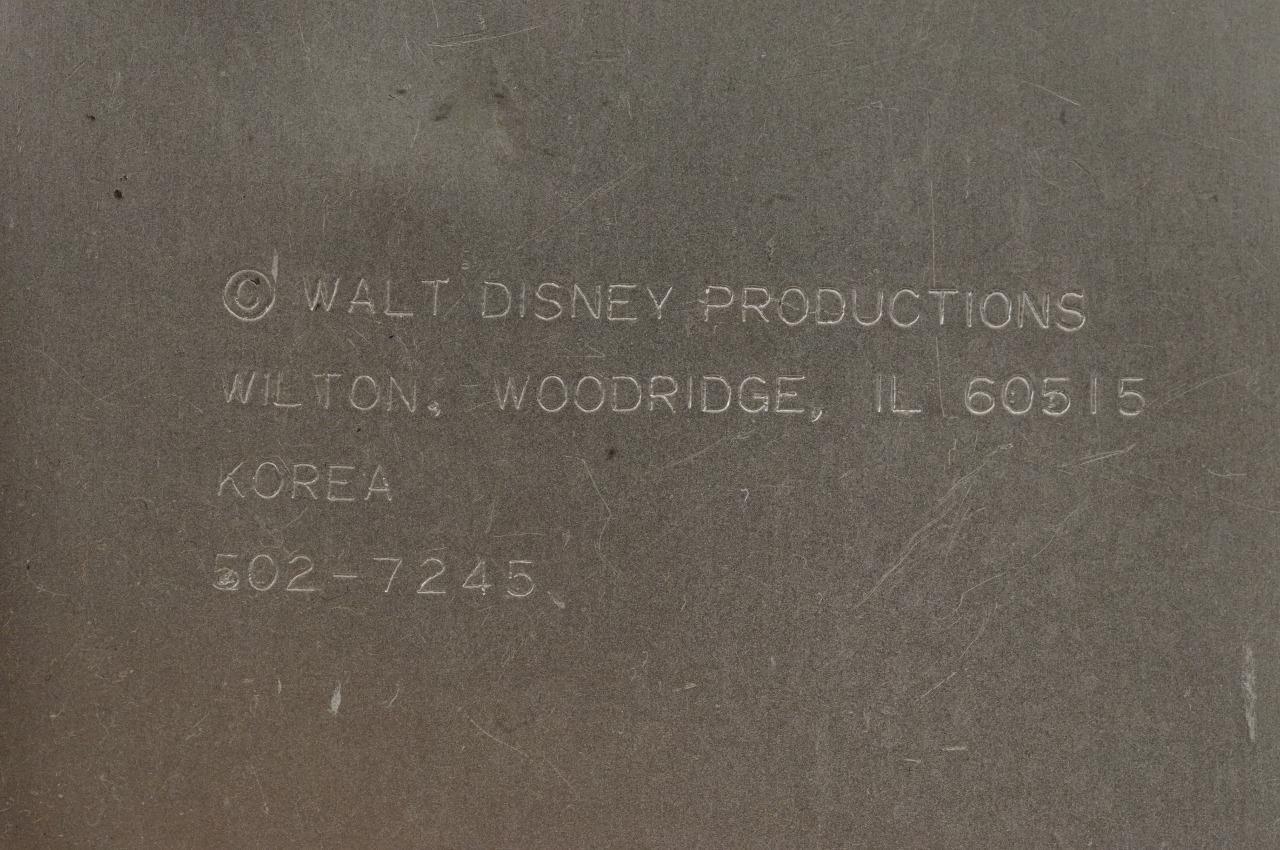 © WALT DISNEY PRODUCTIONS
WILTON, WOODRIDGE, IL 60515
KOREA
502-7245